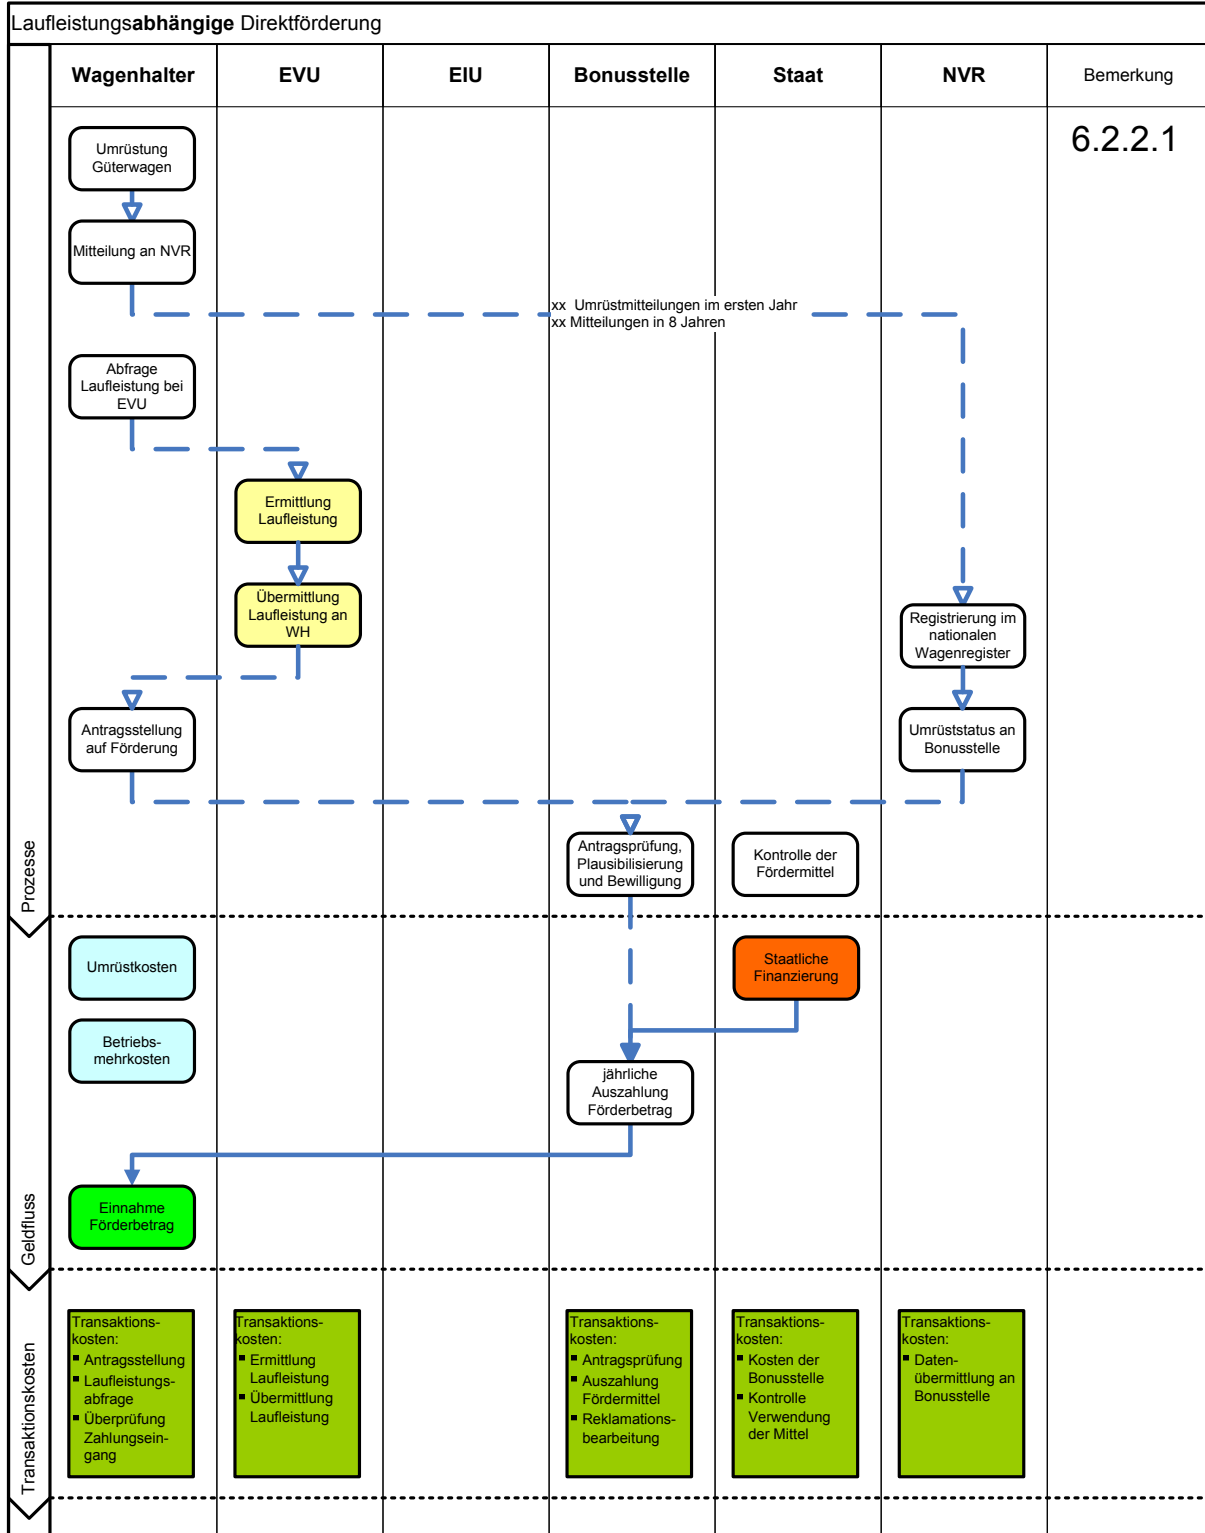 Laufleistungsabhängige Direktförderung
Wagenhalter
EVU
EIU
Bonusstelle
Staat
NVR
Bemerkung
6.2.2.1
Umrüstung
Güterwagen
Mitteilung an NVR
xx Umrüstmitteilungen im ersten Jahr
xx Mitteilungen in 8 Jahren
Abfrage
Laufleistung bei
EVU
Ermittlung
Laufleistung
Übermittlung
Laufleistung an
WH
Registrierung im
nationalen
Wagenregister
Antragsstellung
auf Förderung
Umrüststatus an
Bonusstelle
Antragsprüfung,
Plausibilisierung
und Bewilligung
Kontrolle der
Fördermittel
Prozesse
Umrüstkosten
Staatliche
Finanzierung
Betriebs-
mehrkosten
jährliche
Auszahlung
Förderbetrag
Einnahme
Förderbetrag
Geldfluss
Transaktions-
kosten:
▪ Antragsstellung
▪ Laufleistungs-
abfrage
▪ Überprüfung
Zahlungsein-
gang
Transaktions-
kosten:
▪ Ermittlung
Laufleistung
▪ Übermittlung
Laufleistung
Transaktions-
kosten:
▪ Antragsprüfung
▪ Auszahlung
Fördermittel
▪ Reklamations-
bearbeitung
Transaktions-
kosten:
▪ Kosten der
Bonusstelle
▪ Kontrolle
Verwendung
der Mittel
Transaktions-
kosten:
▪ Daten-
übermittlung an
Bonusstelle
Transaktionskosten